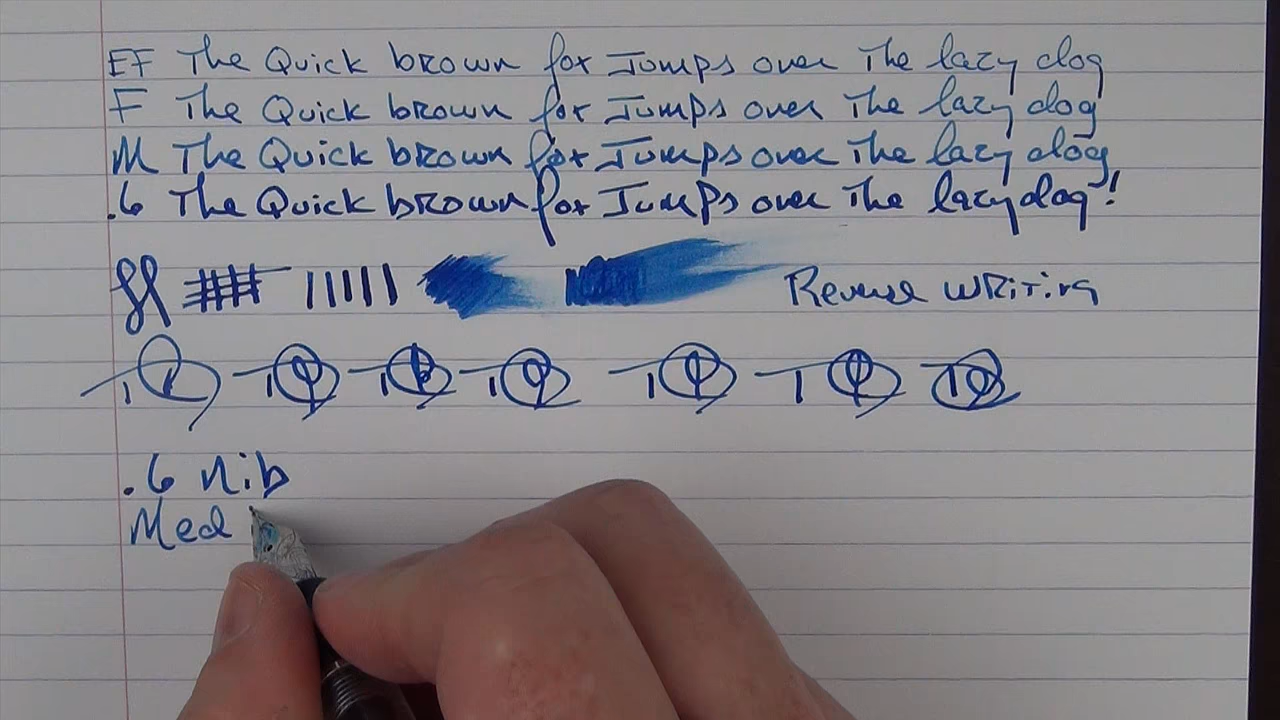 EF The Quick brown fox Jumps over The lazy dog
F The Quick brown fox Jumps over The lazy dog
M The Quick brown fox Jumps over The lazy dog
.6 The Quick brown fox Jumps over The lazy dog!
Reverse writing
.6 nib
Med